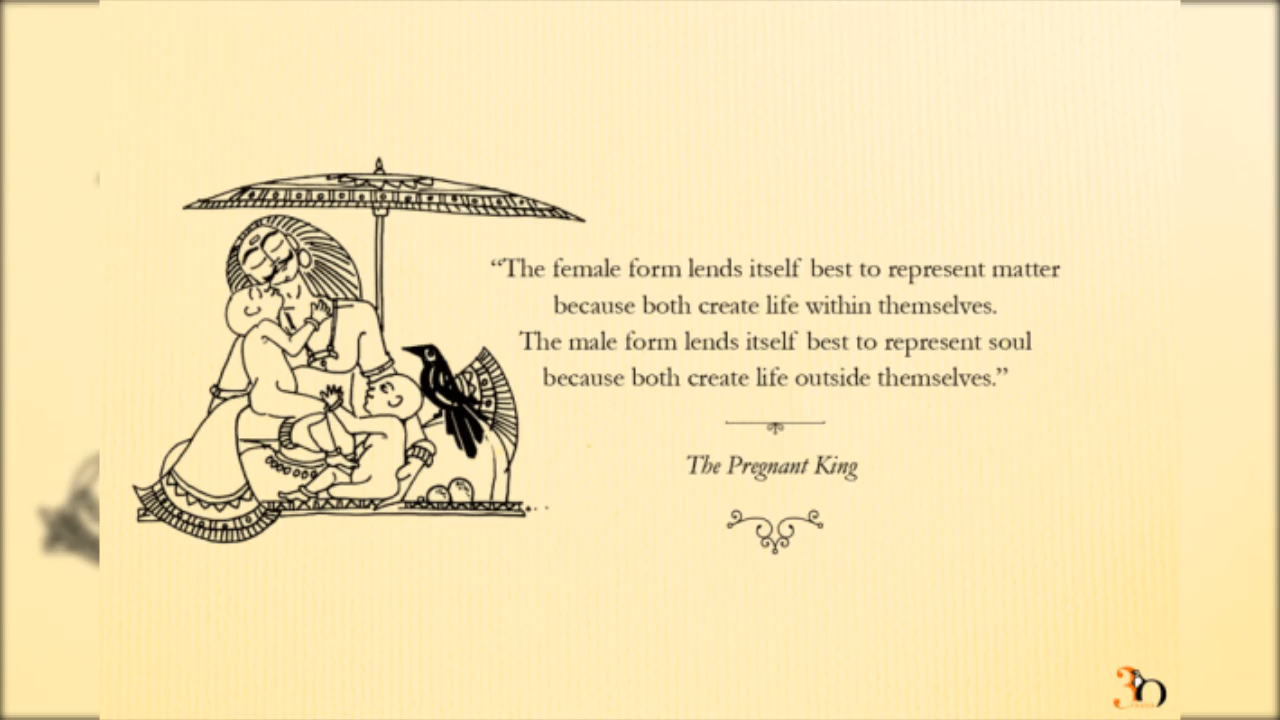 “The female form lends itself best to represent matter
because both create life within themselves.
The male form lends itself best to represent soul
because both create life outside themselves.”
The Pregnant King